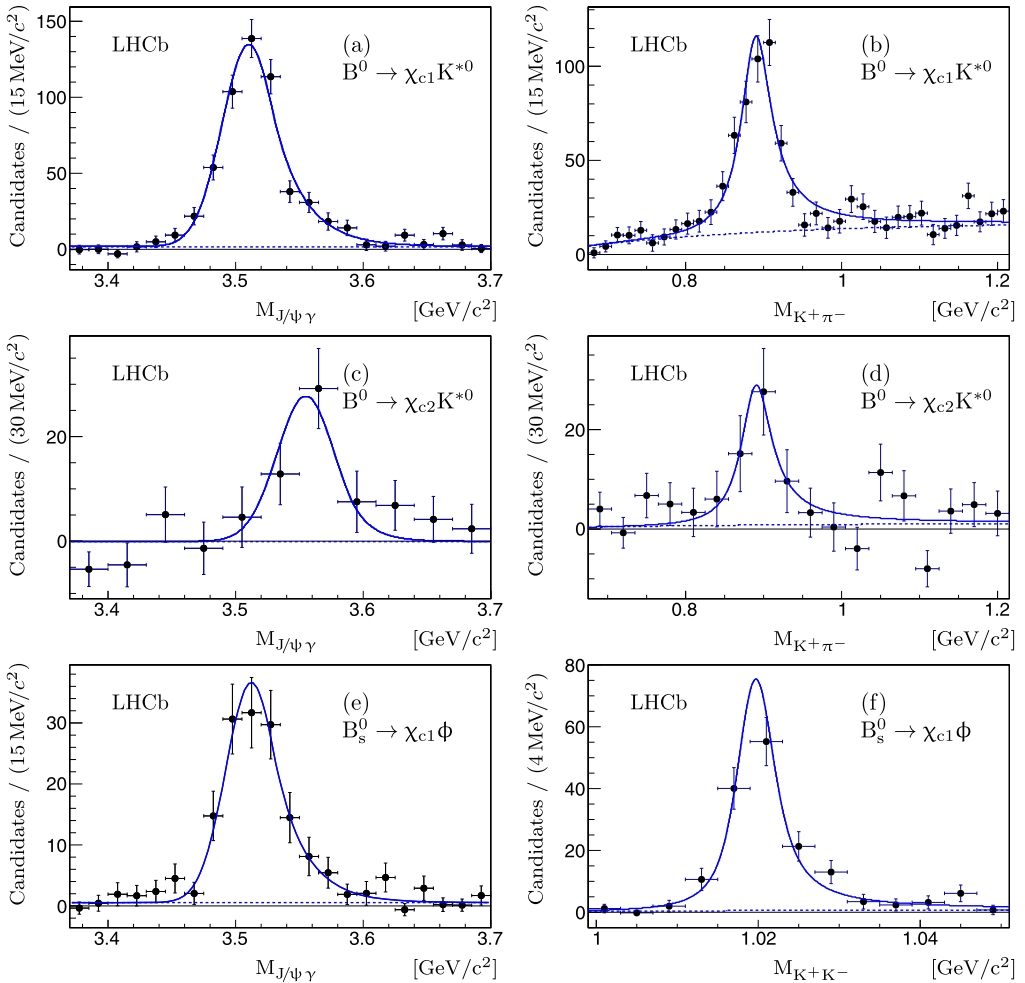 Candidates / (15 MeV/c²)
150
100
50
0
LHCb
(a)
B⁰ → χc1K*⁰
3.4
3.5
3.6
3.7
M_J/ψ γ
[GeV/c²]
Candidates / (15 MeV/c²)
100
50
0
LHCb
(b)
B⁰ → χc1K*⁰
0.8
1
1.2
M_K⁺π⁻
[GeV/c²]
Candidates / (30 MeV/c²)
20
0
LHCb
(c)
B⁰ → χc2K*⁰
3.4
3.5
3.6
3.7
M_J/ψ γ
[GeV/c²]
Candidates / (30 MeV/c²)
20
0
LHCb
(d)
B⁰ → χc2K*⁰
0.8
1
1.2
M_K⁺π⁻
[GeV/c²]
Candidates / (15 MeV/c²)
30
20
10
0
LHCb
(e)
B⁰s → χc1ϕ
3.4
3.5
3.6
3.7
M_J/ψ γ
[GeV/c²]
Candidates / (4 MeV/c²)
80
60
40
20
0
LHCb
(f)
B⁰s → χc1ϕ
1
1.02
1.04
M_K⁺K⁻
[GeV/c²]